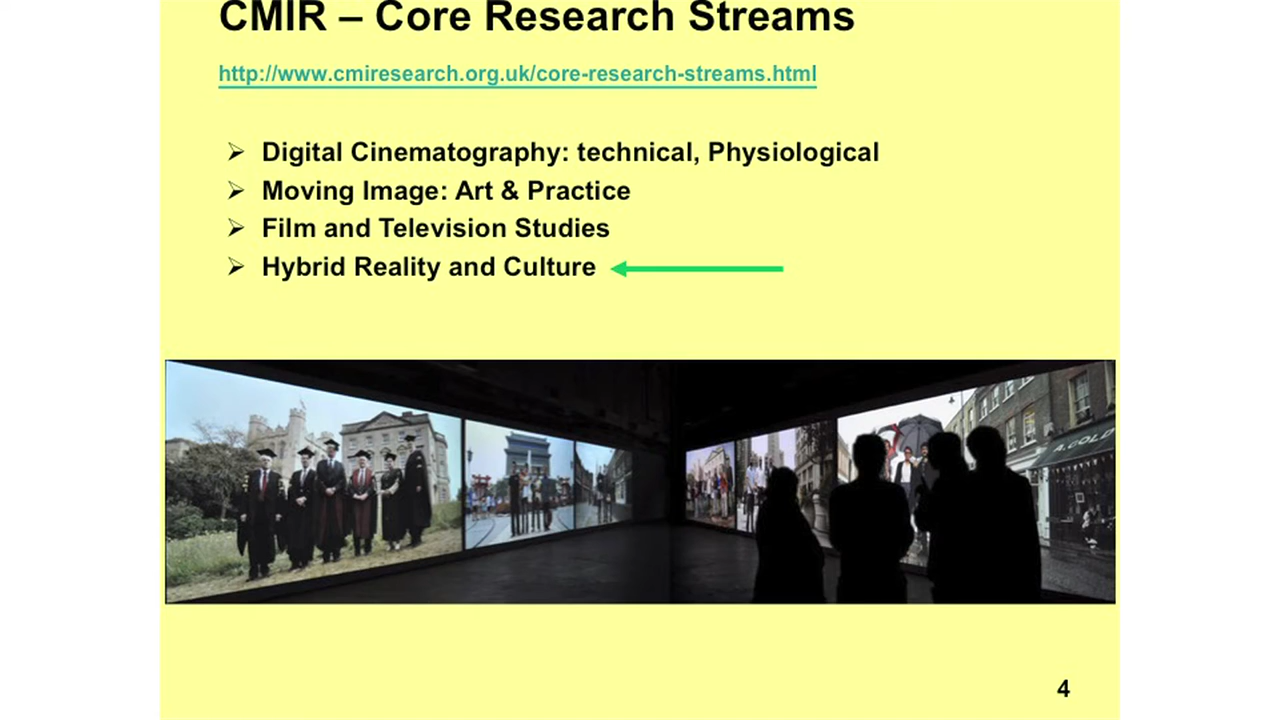 CMIR – Core Research Streams
http://www.cmiresearch.org.uk/core-research-streams.html
➢ Digital Cinematography: technical, Physiological
➢ Moving Image: Art & Practice
➢ Film and Television Studies
➢ Hybrid Reality and Culture
A. GOLD
4